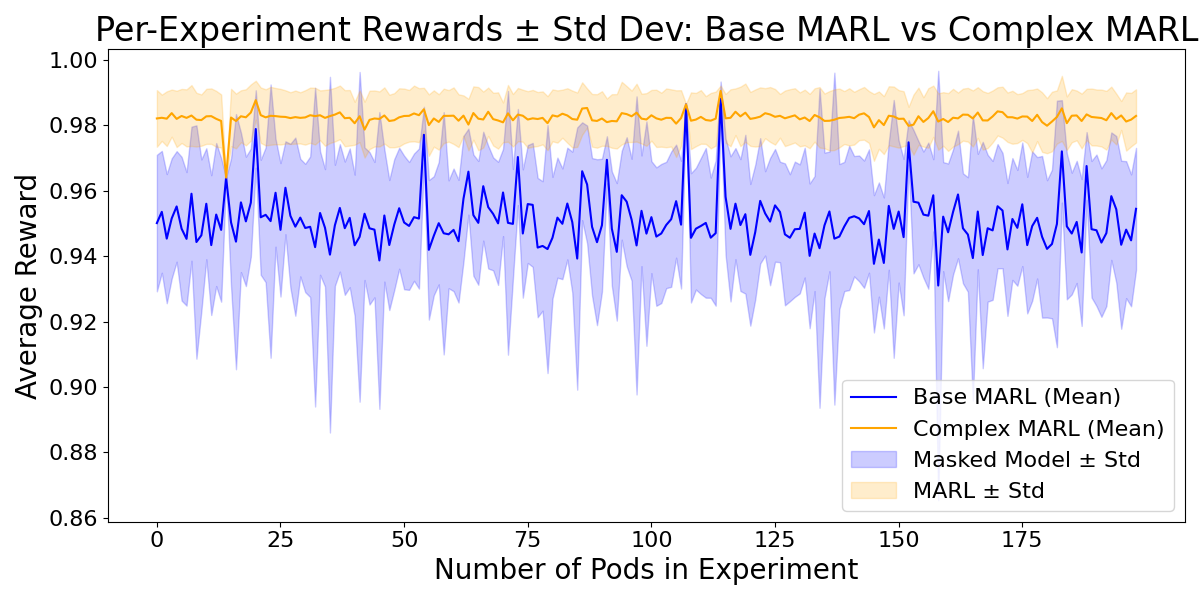 Per-Experiment Rewards ± Std Dev: Base MARL vs Complex MARL
Average Reward
1.00
0.98
0.96
0.94
0.92
0.90
0.88
0.86
Base MARL (Mean)
Complex MARL (Mean)
Masked Model ± Std
MARL ± Std
0 25 50 75 100 125 150 175
Number of Pods in Experiment